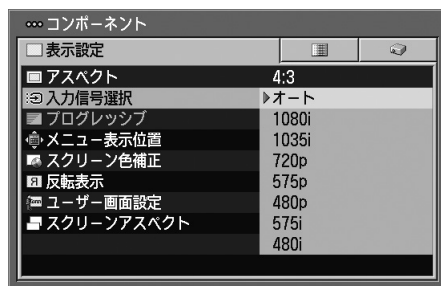 コンポーネント
表示設定
アスペクト 4:3
入力信号選択 オート
プログレッシブ 1080i
メニュー表示位置 1035i
スクリーン色補正 720p
反転表示 575p
ユーザー画面設定 480p
スクリーンアスペクト 575i
480i